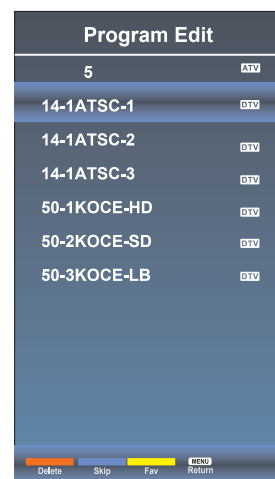 Program Edit
5 ATV
14-1ATSC-1 DTV
14-1ATSC-2 DTV
14-1ATSC-3 DTV
50-1KOCE-HD DTV
50-2KOCE-SD DTV
50-3KOCE-LB DTV
MENU
Delete Skip Fav Return